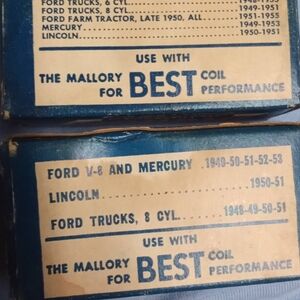 FORD TRUCKS, 6 CYL. 1948-1953
FORD TRUCKS, 8 CYL. 1949-1951
FORD FARM TRACTOR, LATE 1950, ALL... 1951-1955
MERCURY 1949-1953
LINCOLN 1950-1951
USE WITH
THE MALLORY BEST COIL
FOR PERFORMANCE
FORD V-8 AND MERCURY .1949-50-51-52-53
LINCOLN 1950-51
FORD TRUCKS, 8 CYL. 1948-49-50-51
USE WITH
THE MALLORY BEST COIL
FOR PERFORMANCE